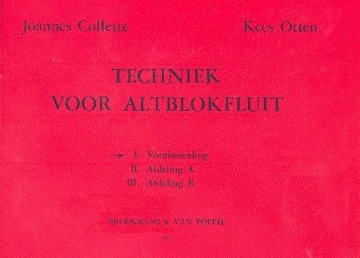 Joannes Collette Kees Otten
TECHNIEK
VOOR ALTBLOKFLUIT
→ I. Voorbereiding
II. Afdeling A
III. Afdeling B
BROEKMANS & VAN POPPEL